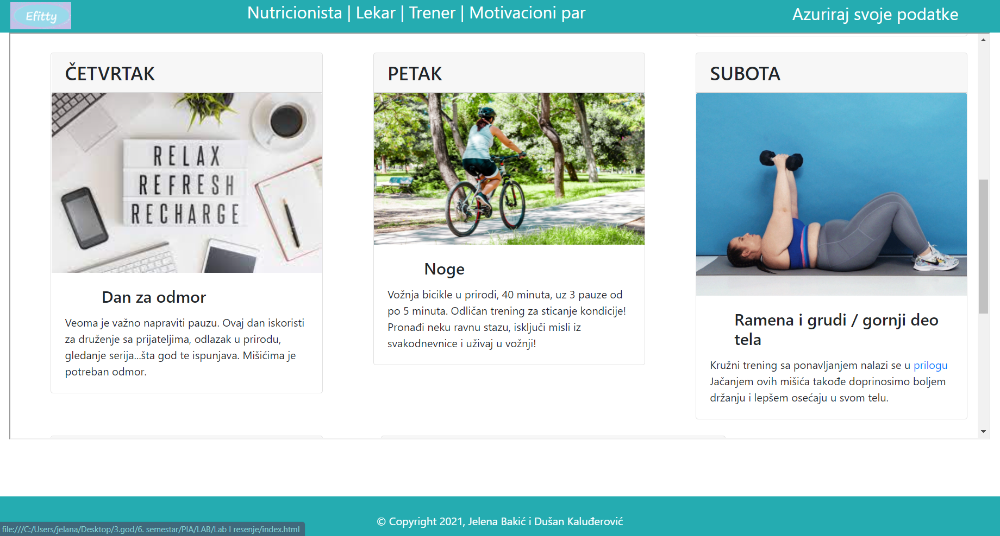 Efitty
Nutricionista | Lekar | Trener | Motivacioni par
Azuriraj svoje podatke
ČETVRTAK
RELAX
REFRESH
RECHARGE
Dan za odmor
Veoma je važno napraviti pauzu. Ovaj dan iskoristi
za druženje sa prijateljima, odlazak u prirodu,
gledanje serija...šta god te ispunjava. Mišićima je
potreban odmor.
PETAK
Noge
Vožnja bicikle u prirodi, 40 minuta, uz 3 pauze od
po 5 minuta. Odličan trening za sticanje kondicije!
Pronađi neku ravnu stazu, isključi misli iz
svakodnevnice i uživaj u vožnji!
SUBOTA
Ramena i grudi / gornji deo
tela
Kružni trening sa ponavljanjem nalazi se u prilogu
Jačanjem ovih mišića takođe doprinosimo boljem
držanju i lepšem osećaju u svom telu.
© Copyright 2021, Jelena Bakić i Dušan Kaluđerović
file:///C:/Users/jelana/Desktop/3.god/6. semestar/PIA/LAB/Lab I resenje/index.html